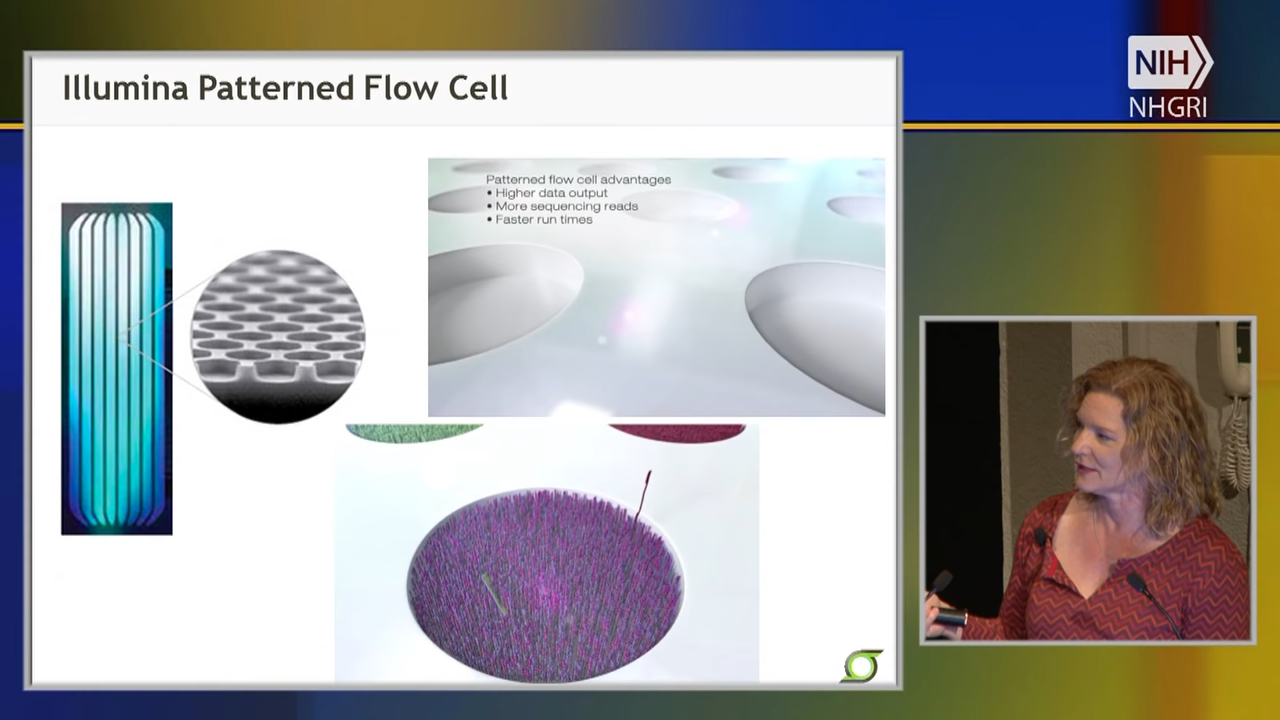 Illumina Patterned Flow Cell
NIH
NHGRI
Patterned flow cell advantages
• Higher data output
• More sequencing reads
• Faster run times